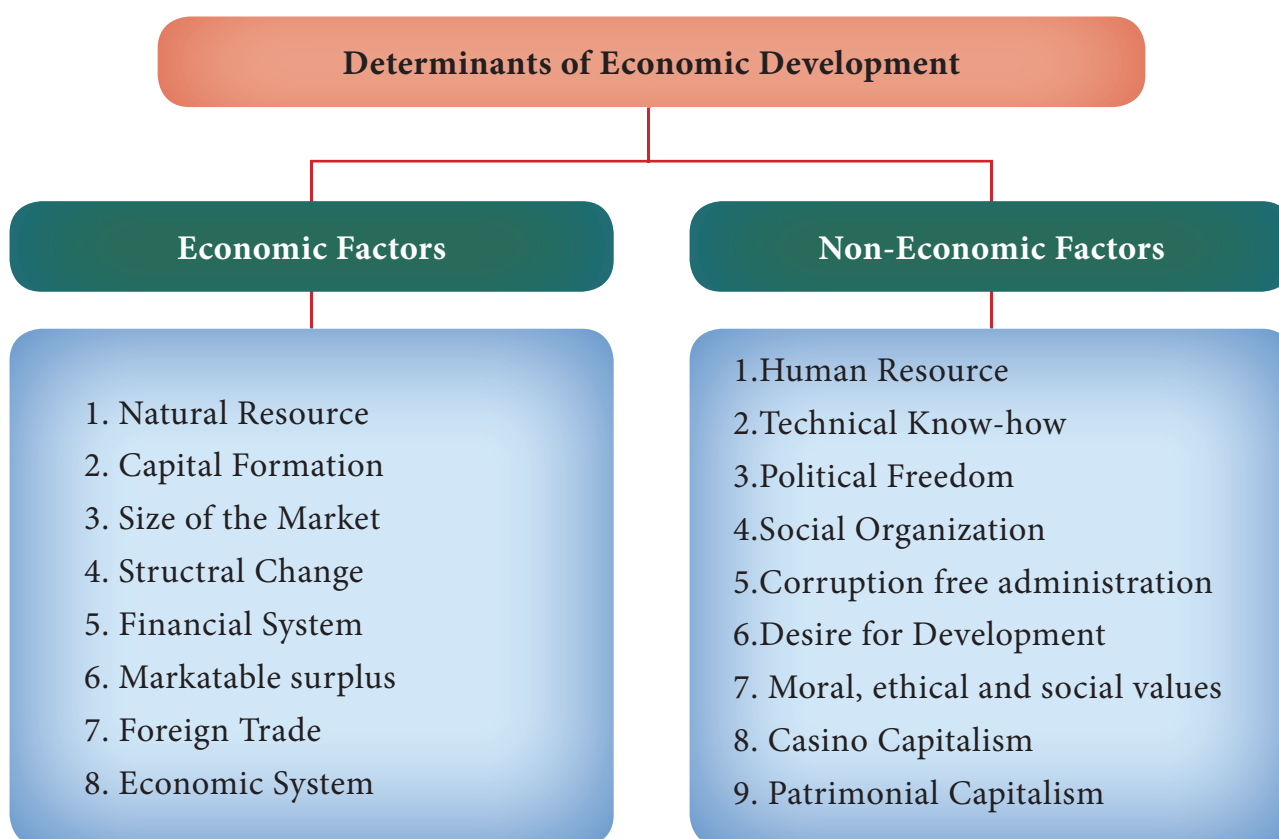 Determinants of Economic Development
Economic Factors
1. Natural Resource
2. Capital Formation
3. Size of the Market
4. Structral Change
5. Financial System
6. Markatable surplus
7. Foreign Trade
8. Economic System
Non-Economic Factors
1.Human Resource
2.Technical Know-how
3.Political Freedom
4.Social Organization
5.Corruption free administration
6.Desire for Development
7. Moral, ethical and social values
8. Casino Capitalism
9. Patrimonial Capitalism